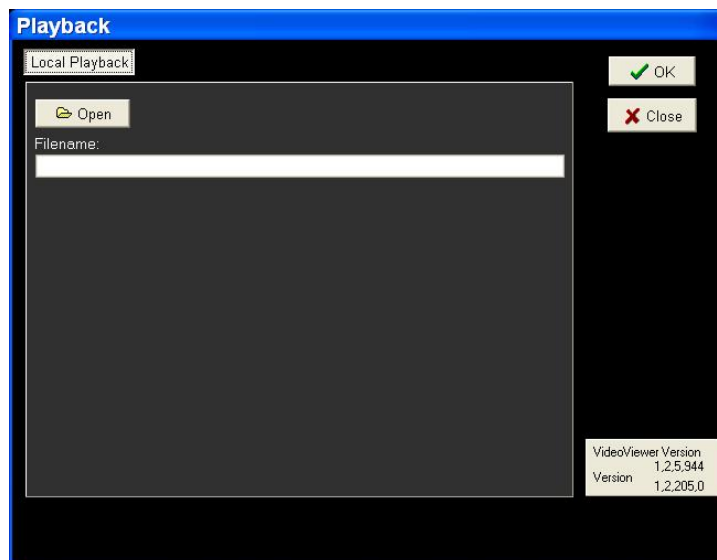 Playback
Local Playback
OK
Open
Close
Filename:
VideoViewer Version
1,2,5,944
Version
1,2,205,0